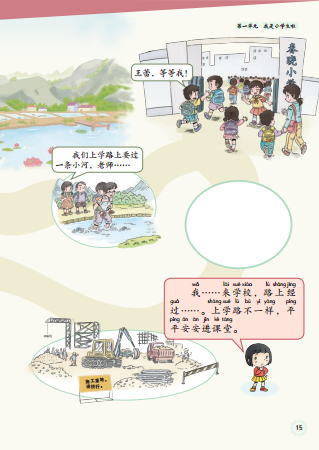 第一单元 我是小学生啦
春晓小
王蕾，等等我！
我们上学路上要过
一条小河，老师……
wǒ lái xué xiào lù shàng jīng
我……来学校，路上经
guò shàng xué lù bù yí yàng píng
过……。上学路不一样，平
píng ān ān jìn kè táng
平安安进课堂。
施工重地，
请绕行。
15